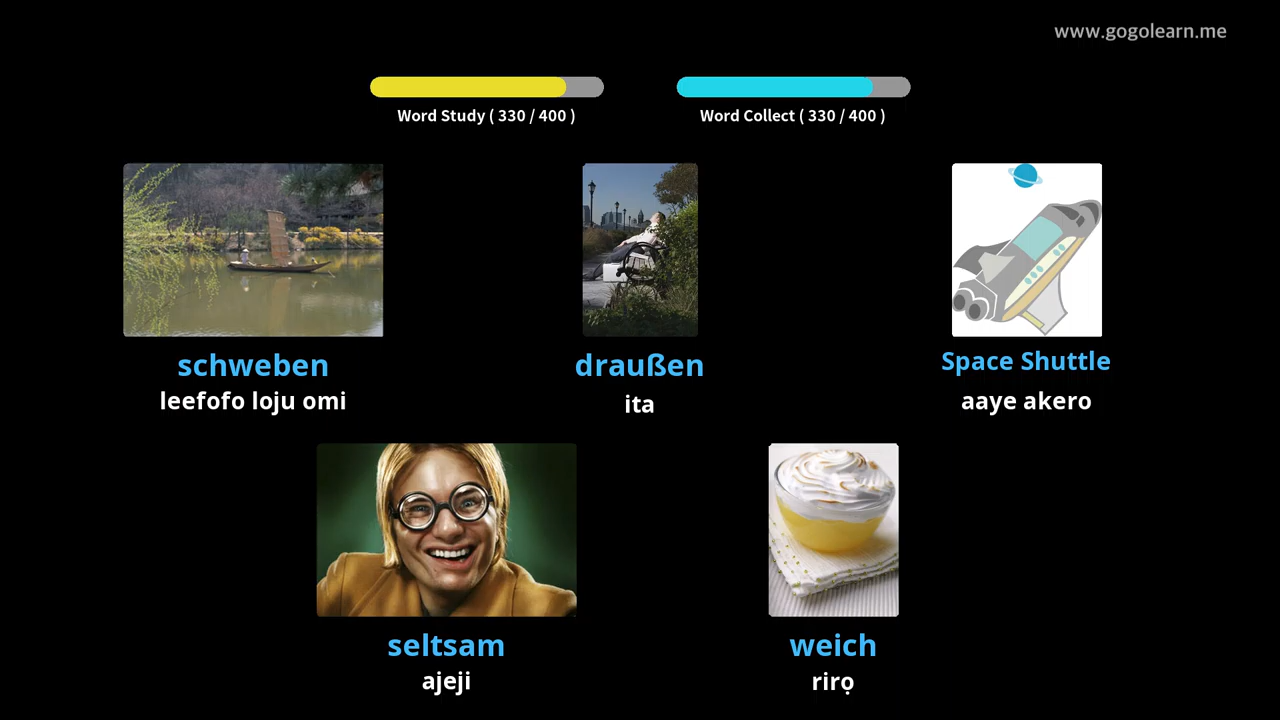 www.gogolearn.me
Word Study ( 330 / 400 )
Word Collect ( 330 / 400 )
schweben
leefofo loju omi
draußen
ita
Space Shuttle
aaye akero
seltsam
ajeji
weich
rirọ